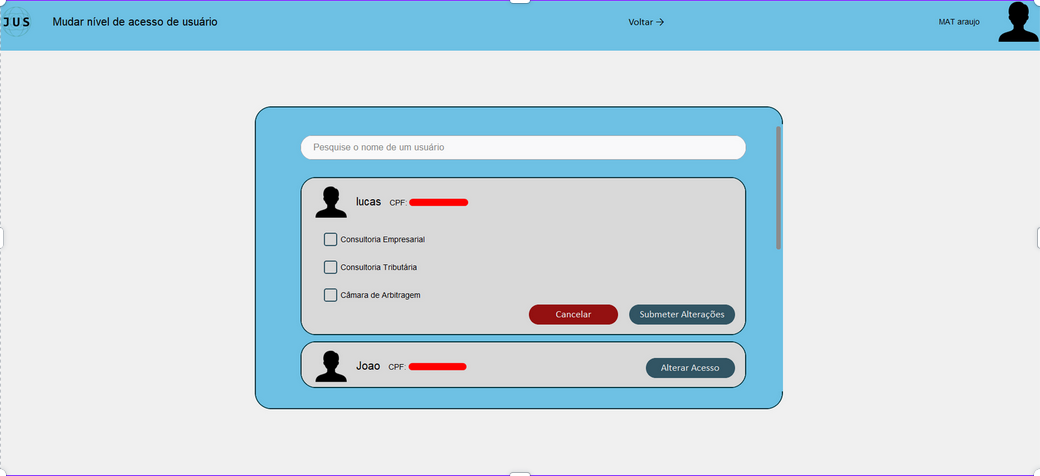 JUS
Mudar nível de acesso de usuário
Voltar →
MAT araujo
Pesquise o nome de um usuário
lucas CPF:
Consultoria Empresarial
Consultoria Tributária
Câmara de Arbitragem
Cancelar
Submeter Alterações
Joao CPF:
Alterar Acesso